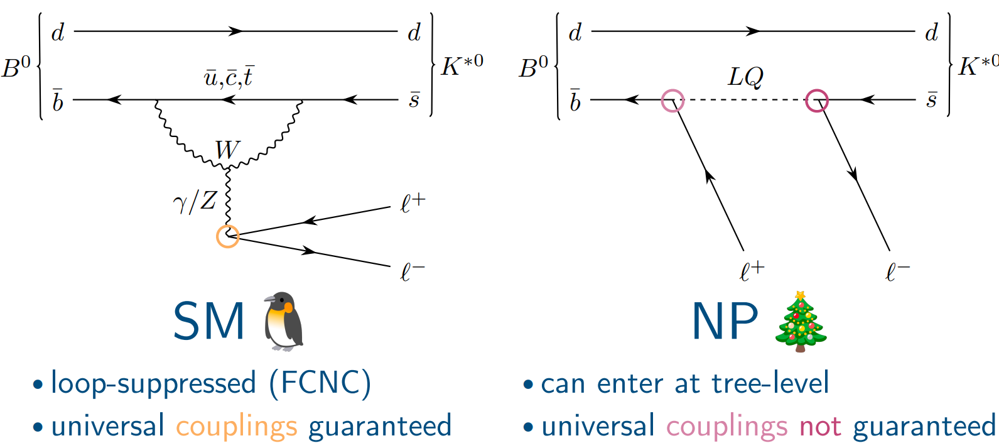 d
d
B⁰
ū,c̄,t̄
K*⁰
b̄
s̄
W
γ/Z
ℓ⁺
ℓ⁻
SM
• loop-suppressed (FCNC)
• universal couplings guaranteed
d
d
B⁰
LQ
K*⁰
b̄
s̄
ℓ⁺
ℓ⁻
NP
• can enter at tree-level
• universal couplings not guaranteed